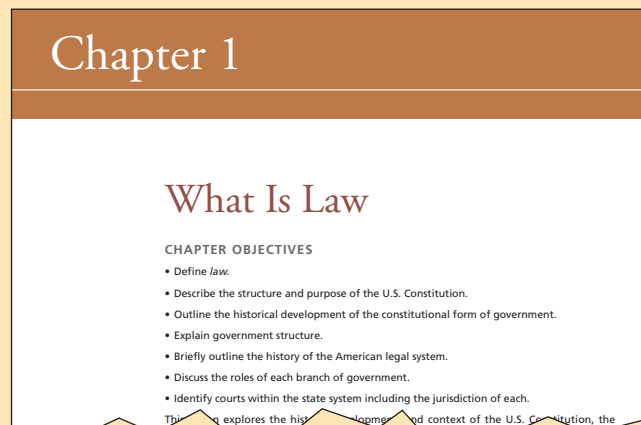 Chapter 1
What Is Law
CHAPTER OBJECTIVES
• Define law.
• Describe the structure and purpose of the U.S. Constitution.
• Outline the historical development of the constitutional form of government.
• Explain government structure.
• Briefly outline the history of the American legal system.
• Discuss the roles of each branch of government.
• Identify courts within the state system including the jurisdiction of each.
explores the context of the U.S. the